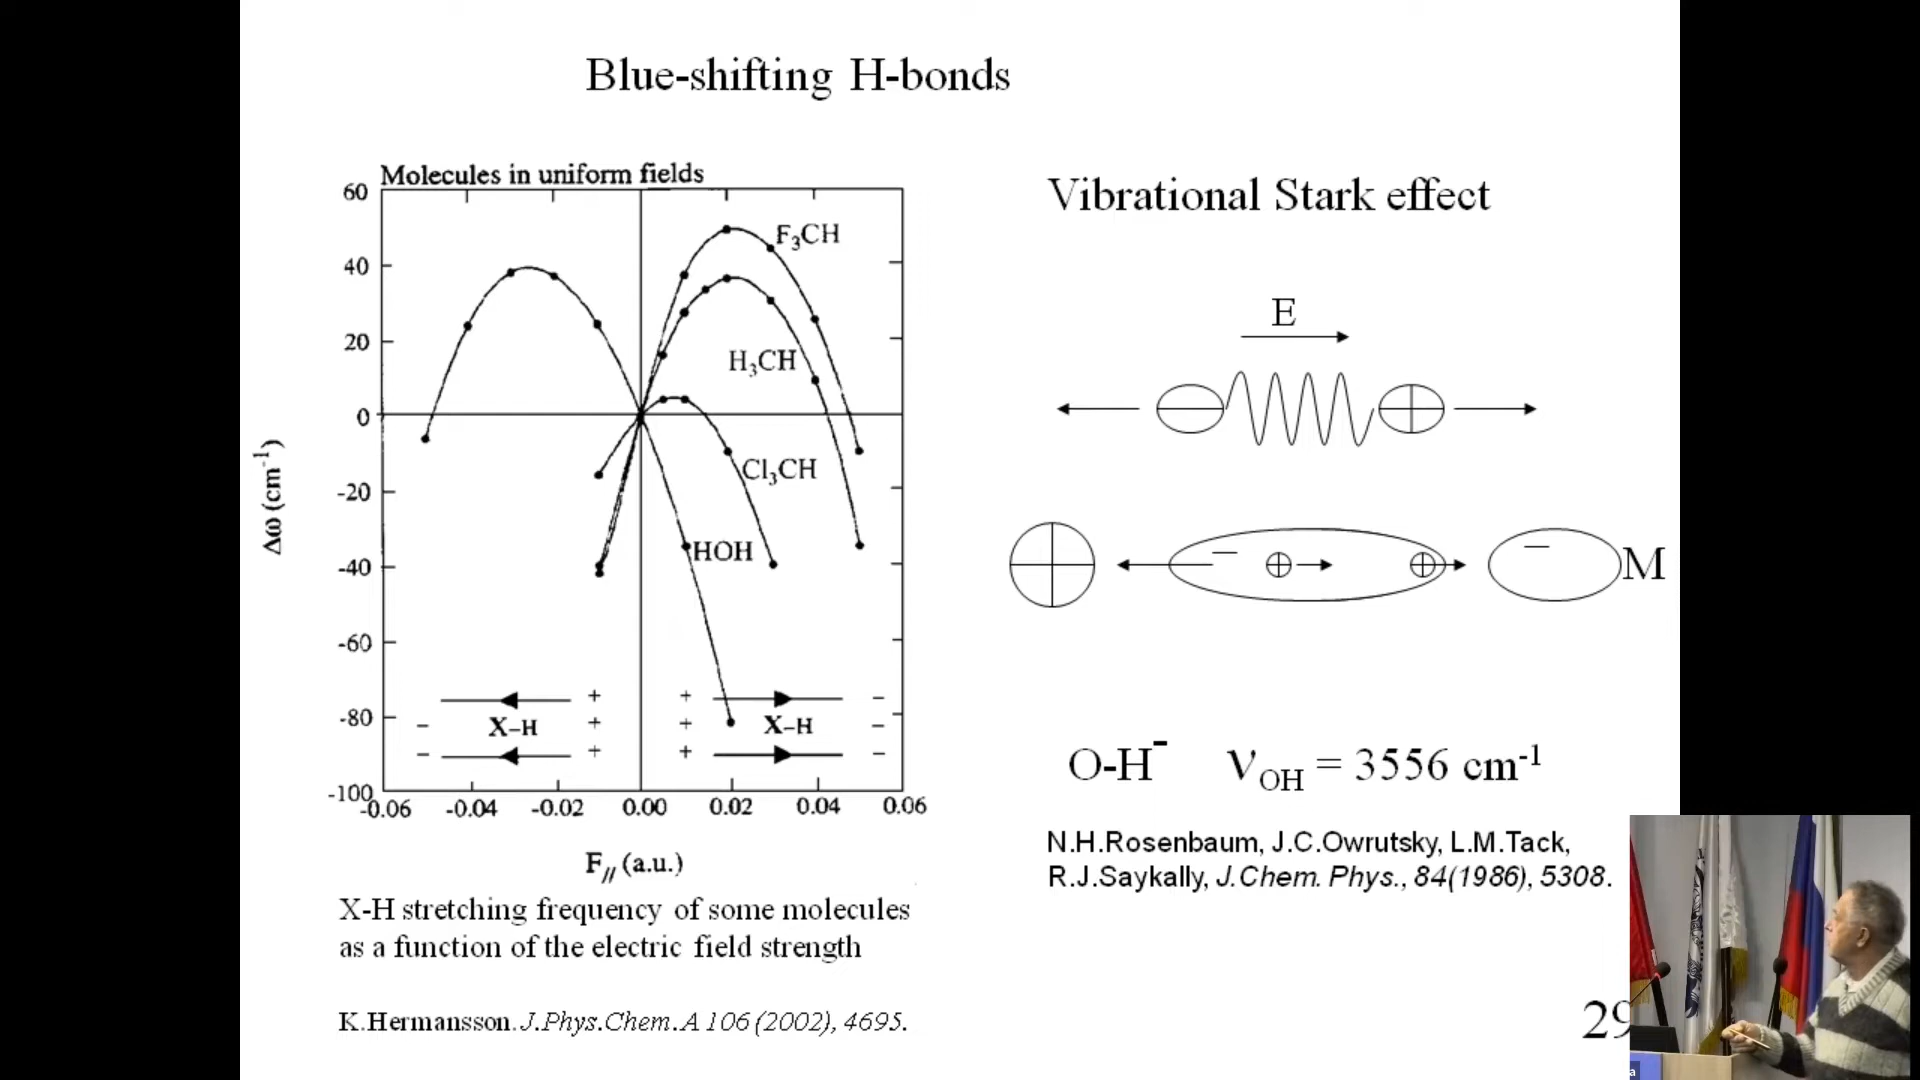 Blue-shifting H-bonds
Molecules in uniform fields
60
40
20
0
-20
-40
-60
-80
-100
Δω (cm⁻¹)
F₃CH
H₃CH
Cl₃CH
HOH
+ + - 
X-H + + X-H -
- + + -
- -0.06 -0.04 -0.02 0.00 0.02 0.04 0.06
F// (a.u.)
X-H stretching frequency of some molecules
as a function of the electric field strength
K.Hermansson. J.Phys.Chem. A 106 (2002), 4695.
Vibrational Stark effect
E
M
O-H⁻ νOH = 3556 cm⁻¹
N.H.Rosenbaum, J.C.Owrutsky, L.M.Tack,
R.J.Saykally, J.Chem. Phys., 84(1986), 5308.
29
a